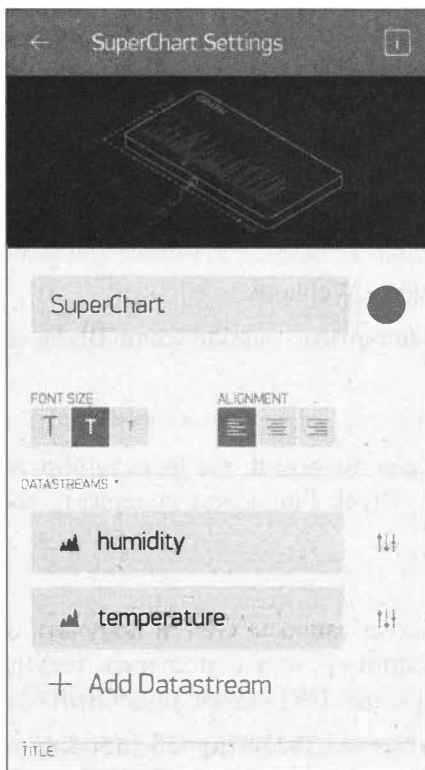 SuperChart Settings
SuperChart
FONT SIZE
ALIGNMENT
T T T
DATASTREAMS *
humidity
temperature
+ Add Datastream
TITLE